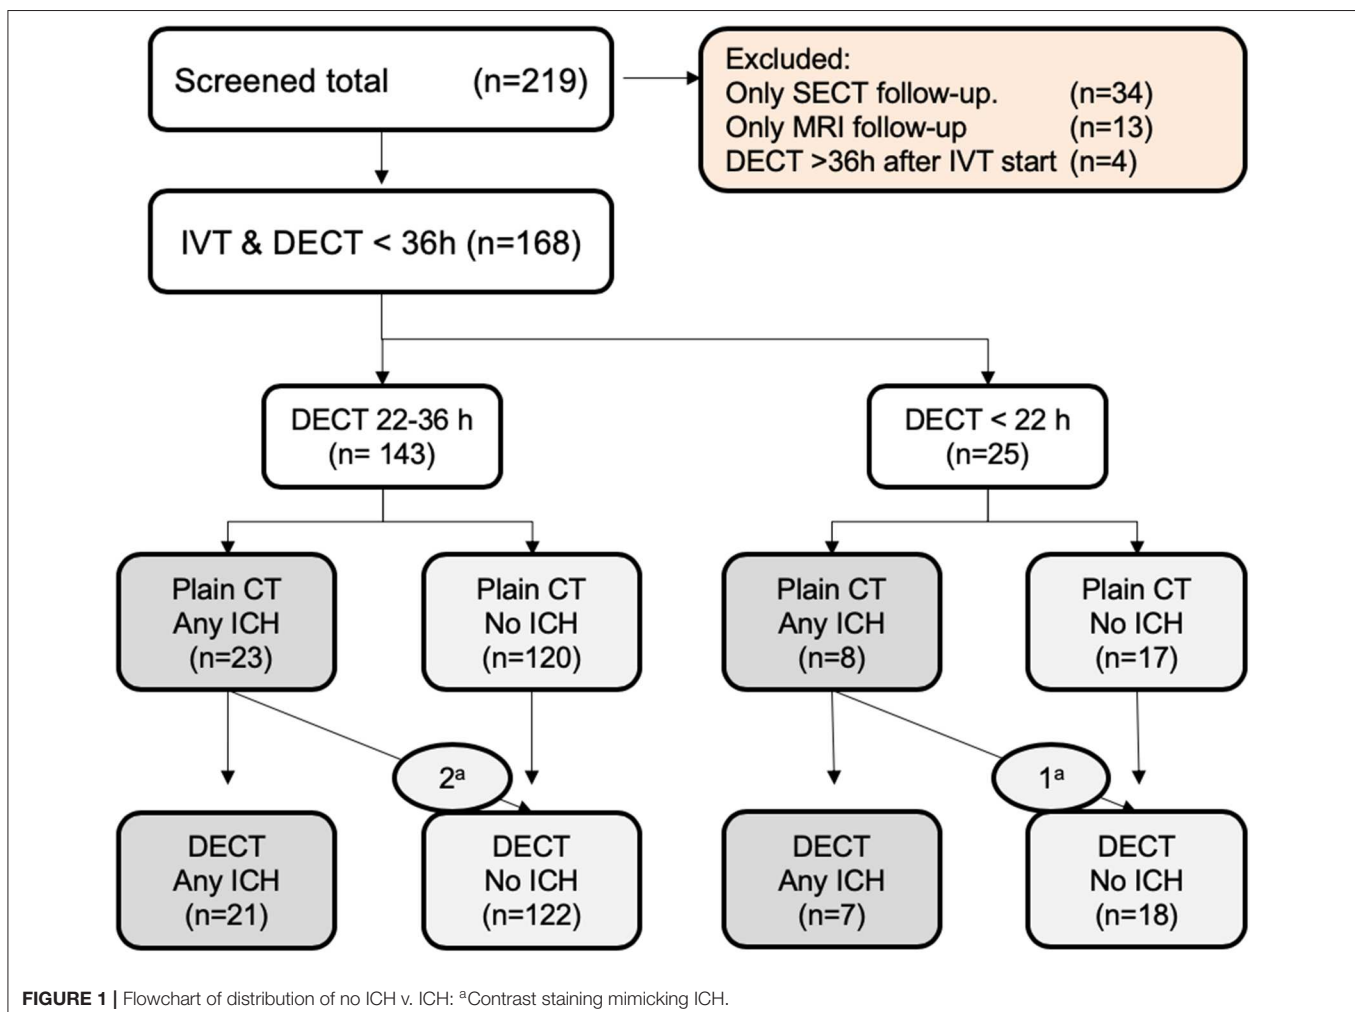 Screened total (n=219)
Excluded:
Only SECT follow-up. (n=34)
Only MRI follow-up (n=13)
DECT >36h after IVT start (n=4)
IVT & DECT < 36h (n=168)
DECT 22-36 h
(n= 143)
DECT < 22 h
(n=25)
Plain CT
Any ICH
(n=23)
Plain CT
No ICH
(n=120)
Plain CT
Any ICH
(n=8)
Plain CT
No ICH
(n=17)
2ᵃ
1ᵃ
DECT
Any ICH
(n=21)
DECT
No ICH
(n=122)
DECT
Any ICH
(n=7)
DECT
No ICH
(n=18)
FIGURE 1 | Flowchart of distribution of no ICH v. ICH: ᵃContrast staining mimicking ICH.